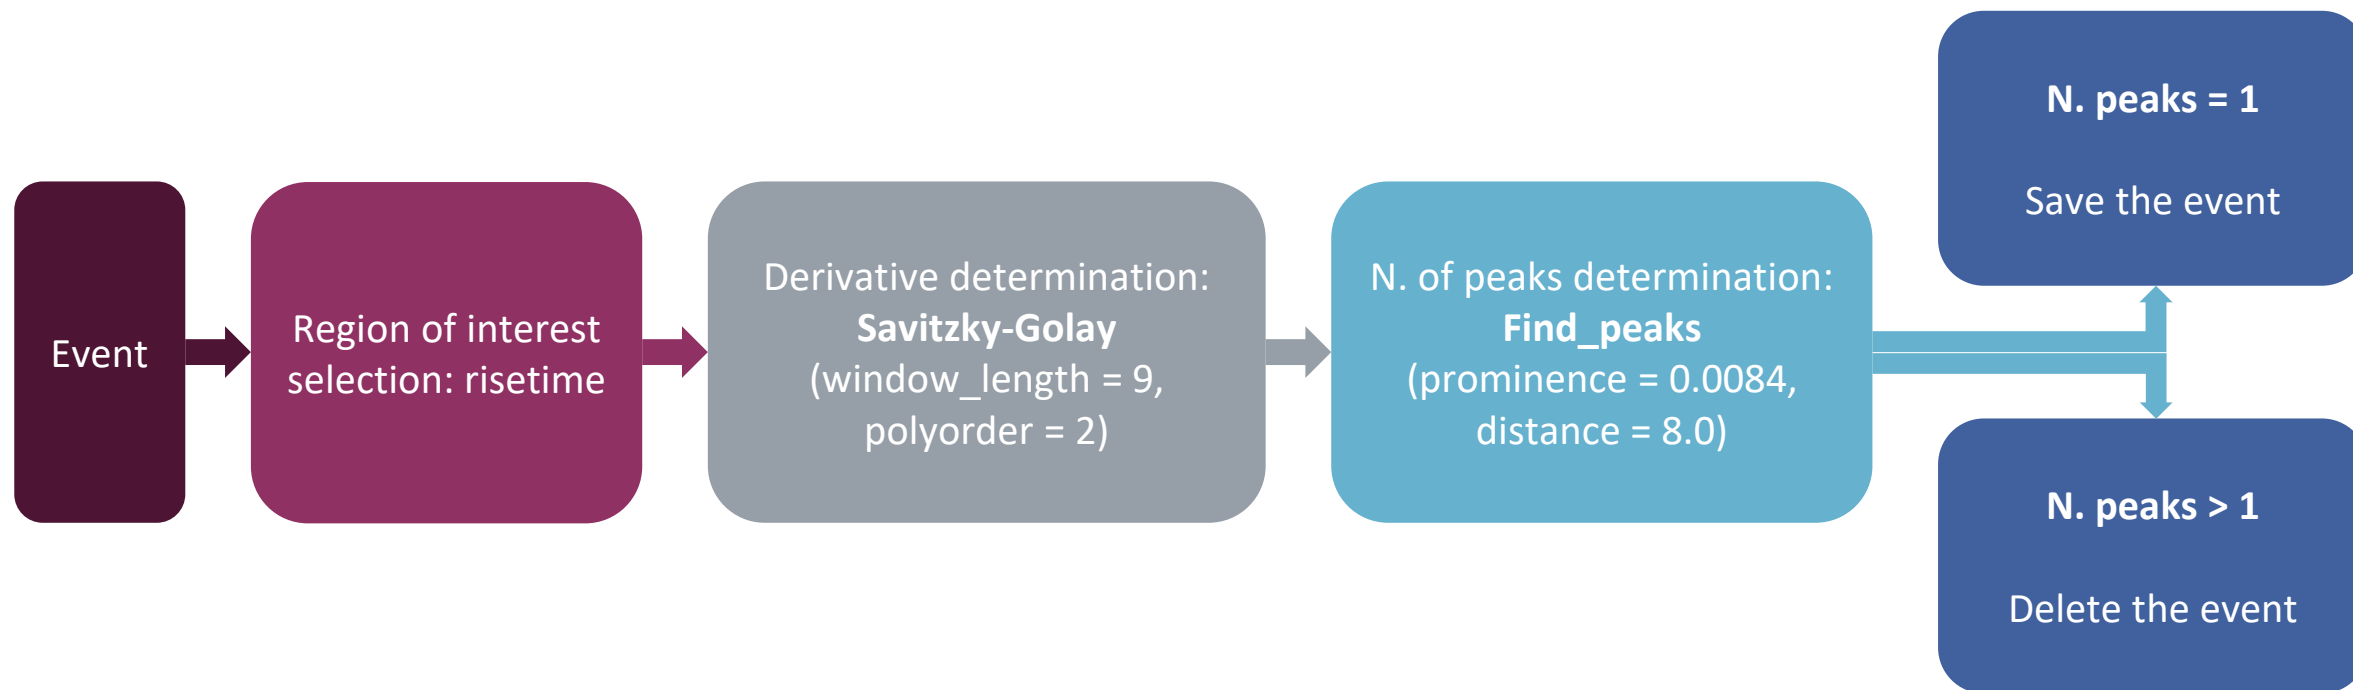 Event
Region of interest
selection: risetime
Derivative determination:
Savitzky-Golay
(window_length = 9,
polyorder = 2)
N. of peaks determination:
Find_peaks
(prominence = 0.0084,
distance = 8.0)
N. peaks = 1
Save the event
N. peaks > 1
Delete the event